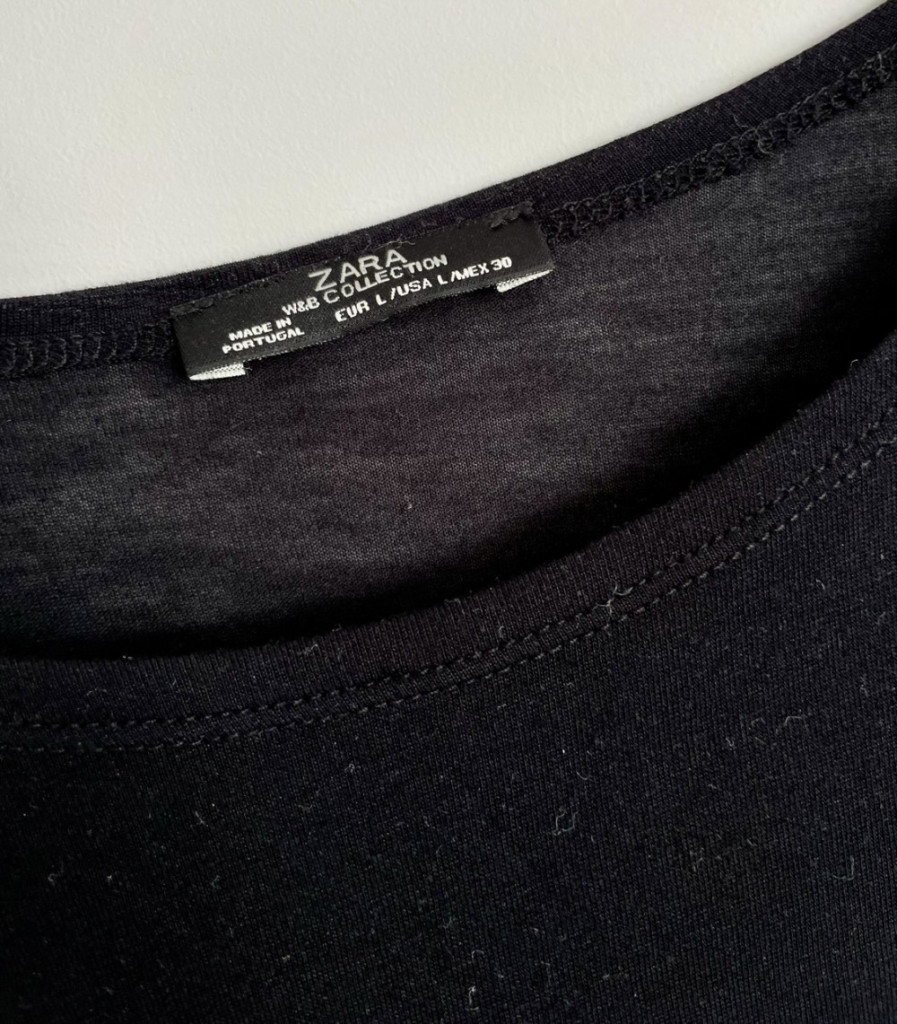 ZARA
W&B COLLECTION
MADE IN
PORTUGAL
EUR L/USA L/MEX 30